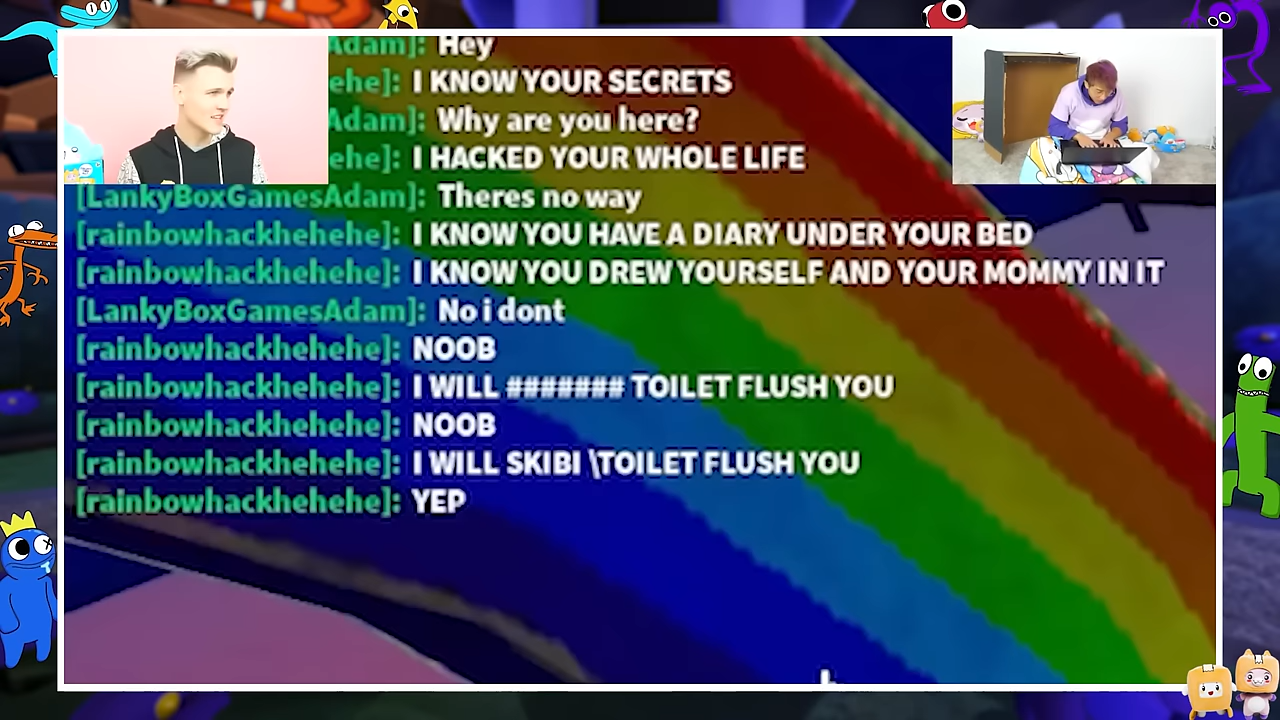 Adam]: Hey
ehe]: I KNOW YOUR SECRETS
Adam]: Why are you here?
ehe]: I HACKED YOUR WHOLE LIFE
[LankyBoxGamesAdam]: Theres no way
[rainbowhackhehehe]: I KNOW YOU HAVE A DIARY UNDER YOUR BED
[rainbowhackhehehe]: I KNOW YOU DREW YOURSELF AND YOUR MOMMY IN IT
[LankyBoxGamesAdam]: No i dont
[rainbowhackhehehe]: NOOB
[rainbowhackhehehe]: I WILL ####### TOILET FLUSH YOU
[rainbowhackhehehe]: NOOB
[rainbowhackhehehe]: I WILL SKIBI \TOILET FLUSH YOU
[rainbowhackhehehe]: YEP